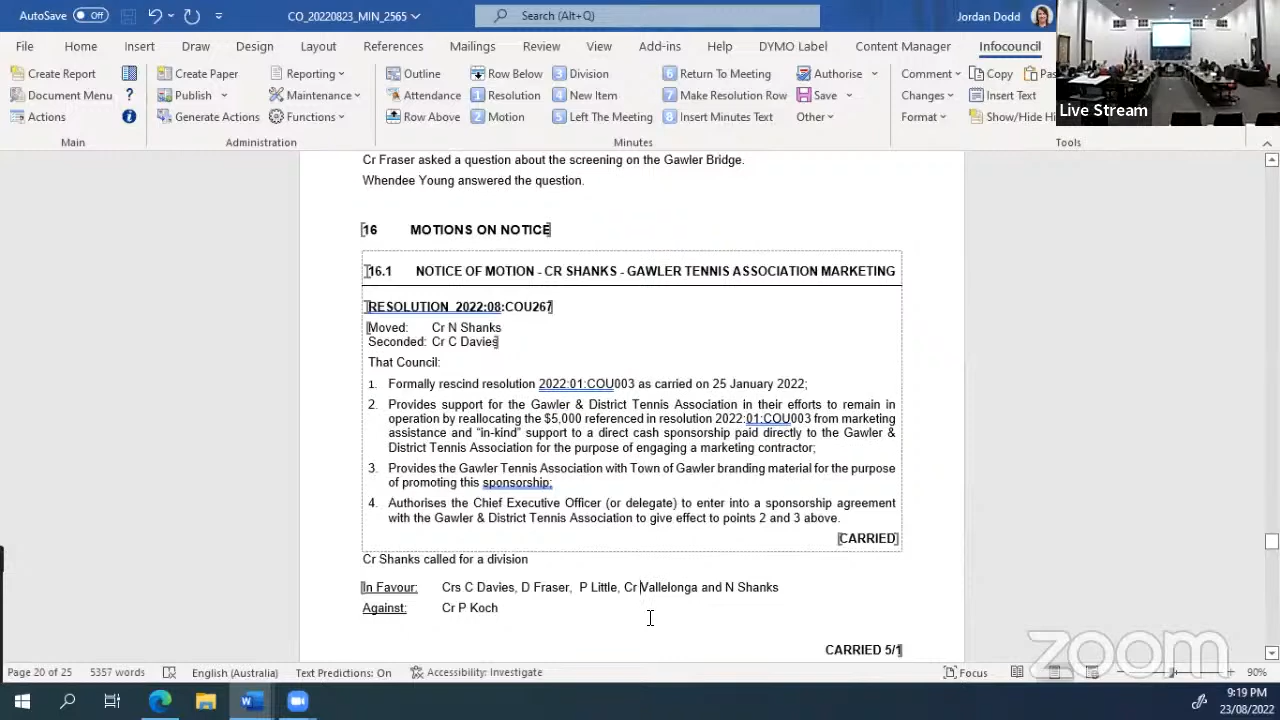 AutoSave Off CO_20220823_MIN_2565 Search (Alt+Q) Jordan Dodd
File Home Insert Draw Design Layout References Mailings Review View Add-ins Help DYMO Label Content Manager Infocouncil
Create Report Create Paper Reporting Outline Row Below 3 Division 6 Return To Meeting Authorise Comment Copy Pas
Document Menu ? Publish Maintenance Attendance 1 Resolution 4 New Item 7 Make Resolution Row Save Changes Insert Text
Actions Generate Actions Functions Row Above 2 Motion 5 Left The Meeting 8 Insert Minutes Text Other Format Show/Hide Hi
Main Administration Minutes Tools
Live Stream
Cr Fraser asked a question about the screening on the Gawler Bridge.
Whendee Young answered the question.
16 MOTIONS ON NOTICE
16.1 NOTICE OF MOTION - CR SHANKS - GAWLER TENNIS ASSOCIATION MARKETING
RESOLUTION 2022:08:COU267
Moved: Cr N Shanks
Seconded: Cr C Davies
That Council:
1. Formally rescind resolution 2022:01:COU003 as carried on 25 January 2022;
2. Provides support for the Gawler & District Tennis Association in their efforts to remain in
operation by reallocating the $5,000 referenced in resolution 2022:01:COU003 from marketing
assistance and “in-kind” support to a direct cash sponsorship paid directly to the Gawler &
District Tennis Association for the purpose of engaging a marketing contractor;
3. Provides the Gawler Tennis Association with Town of Gawler branding material for the purpose
of promoting this sponsorship;
4. Authorises the Chief Executive Officer (or delegate) to enter into a sponsorship agreement
with the Gawler & District Tennis Association to give effect to points 2 and 3 above.
CARRIED
Cr Shanks called for a division
In Favour: Crs C Davies, D Fraser, P Little, Cr Vallelonga and N Shanks
Against: Cr P Koch
CARRIED 5/1
zoom
Page 20 of 25 5357 words English (Australia) Text Predictions: On Accessibility: Investigate Focus 90%
9:19 PM
23/08/2022